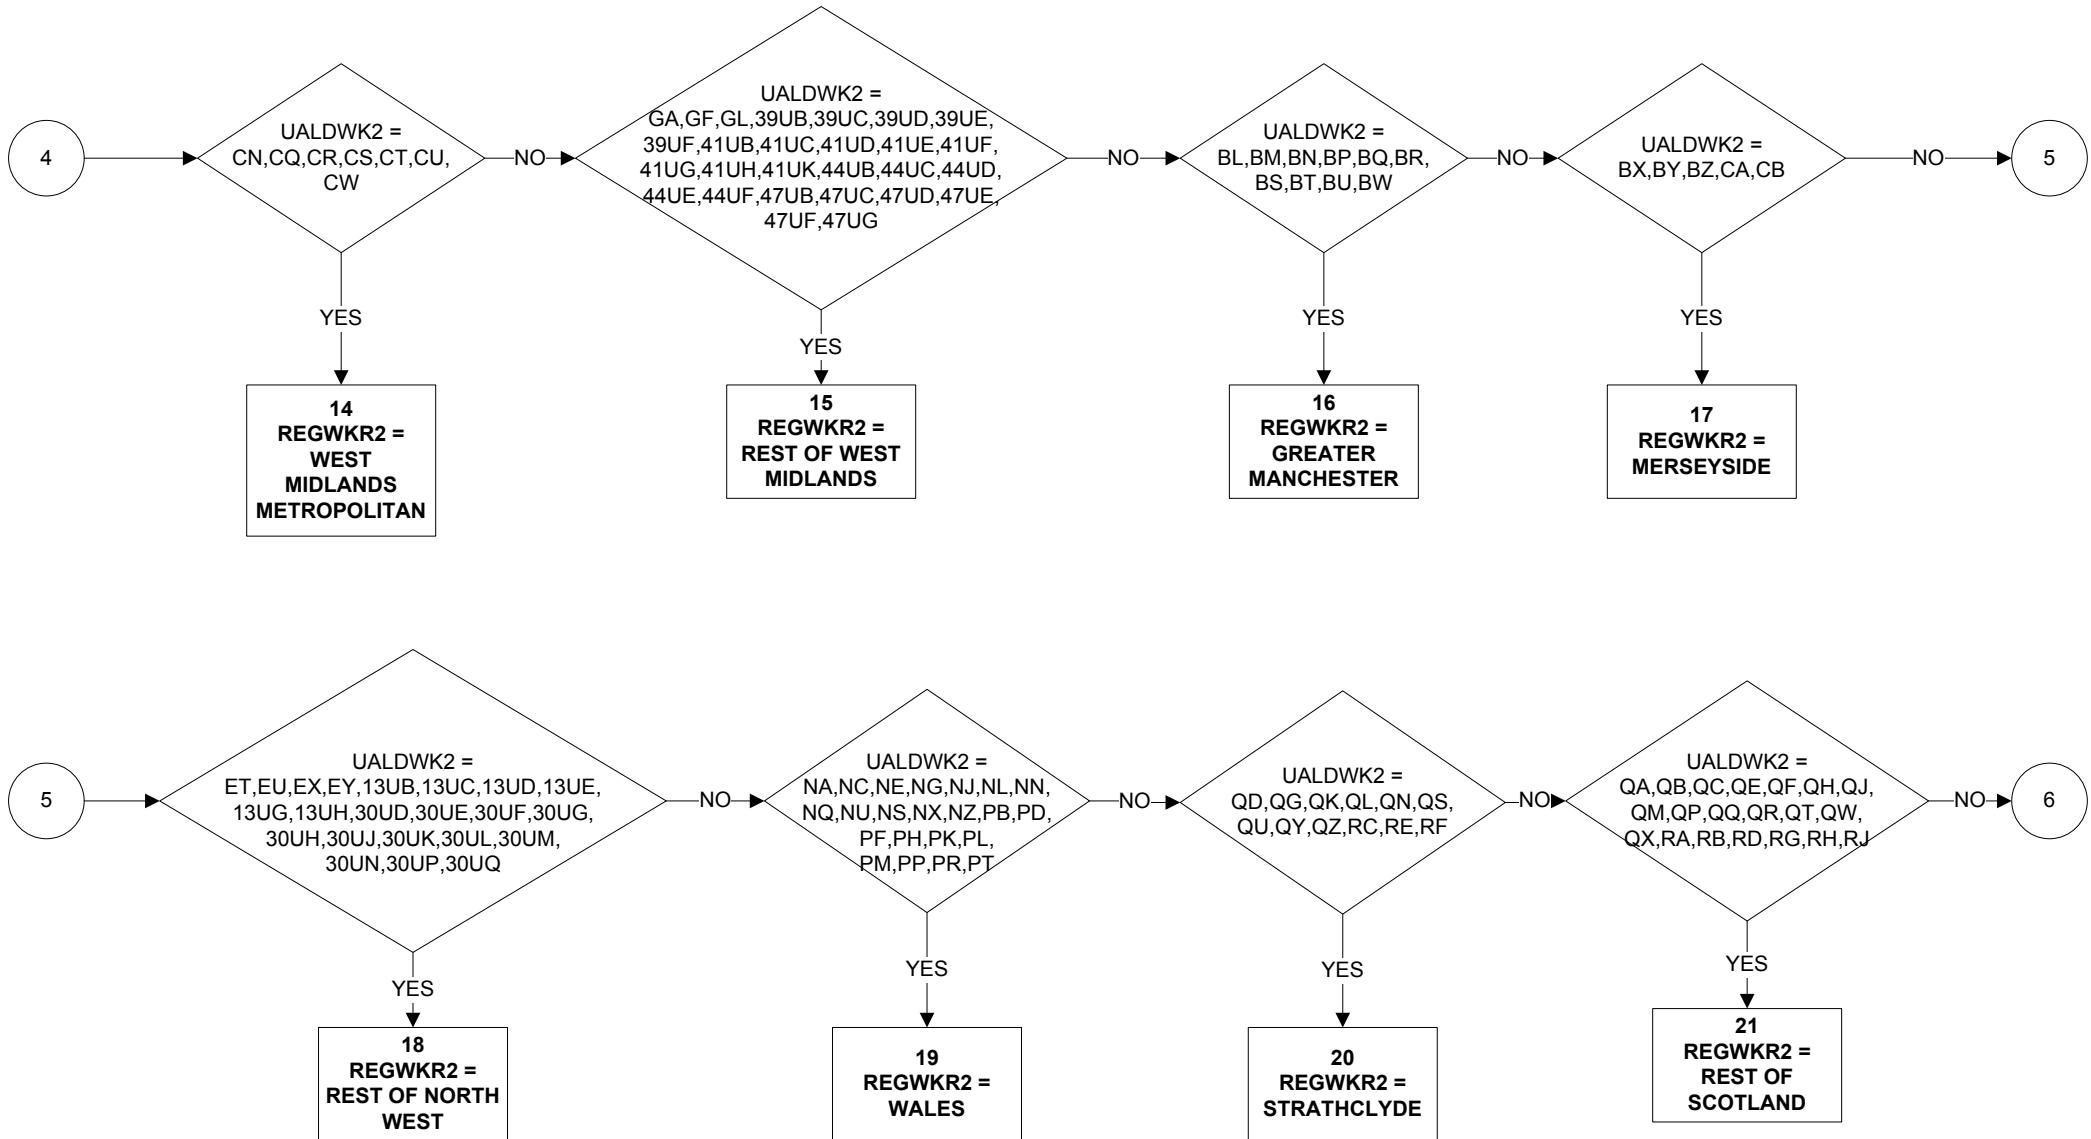 4
UALDWK2 =
CN,CQ,CR,CS,CT,CU,
CW
NO
UALDWK2 =
GA,GF,GL,39UB,39UC,39UD,39UE,
39UF,41UB,41UC,41UD,41UE,41UF,
41UG,41UH,41UK,44UB,44UC,44UD,
44UE,44UF,47UB,47UC,47UD,47UE,
47UF,47UG
NO
UALDWK2 =
BL,BM,BN,BP,BQ,BR,
BS,BT,BU,BW
NO
UALDWK2 =
BX,BY,BZ,CA,CB
NO
5
YES
YES
YES
YES
14
REGWKR2 =
WEST
MIDLANDS
METROPOLITAN
15
REGWKR2 =
REST OF WEST
MIDLANDS
16
REGWKR2 =
GREATER
MANCHESTER
17
REGWKR2 =
MERSEYSIDE
5
UALDWK2 =
ET,EU,EX,EY,13UB,13UC,13UD,13UE,
13UG,13UH,30UD,30UE,30UF,30UG,
30UH,30UJ,30UK,30UL,30UM,
30UN,30UP,30UQ
NO
UALDWK2 =
NA,NC,NE,NG,NJ,NL,NN,
NQ,NU,NS,NX,NZ,PB,PD,
PF,PH,PK,PL,
PM,PP,PR,PT
NO
UALDWK2 =
QD,QG,QK,QL,QN,QS,
QU,QY,QZ,RC,RE,RF
NO
UALDWK2 =
QA,QB,QC,QE,QF,QH,QJ,
QM,QP,QQ,QR,QT,QW,
QX,RA,RB,RD,RG,RH,RJ
NO
6
YES
YES
YES
YES
18
REGWKR2 =
REST OF NORTH
WEST
19
REGWKR2 =
WALES
20
REGWKR2 =
STRATHCLYDE
21
REGWKR2 =
REST OF
SCOTLAND